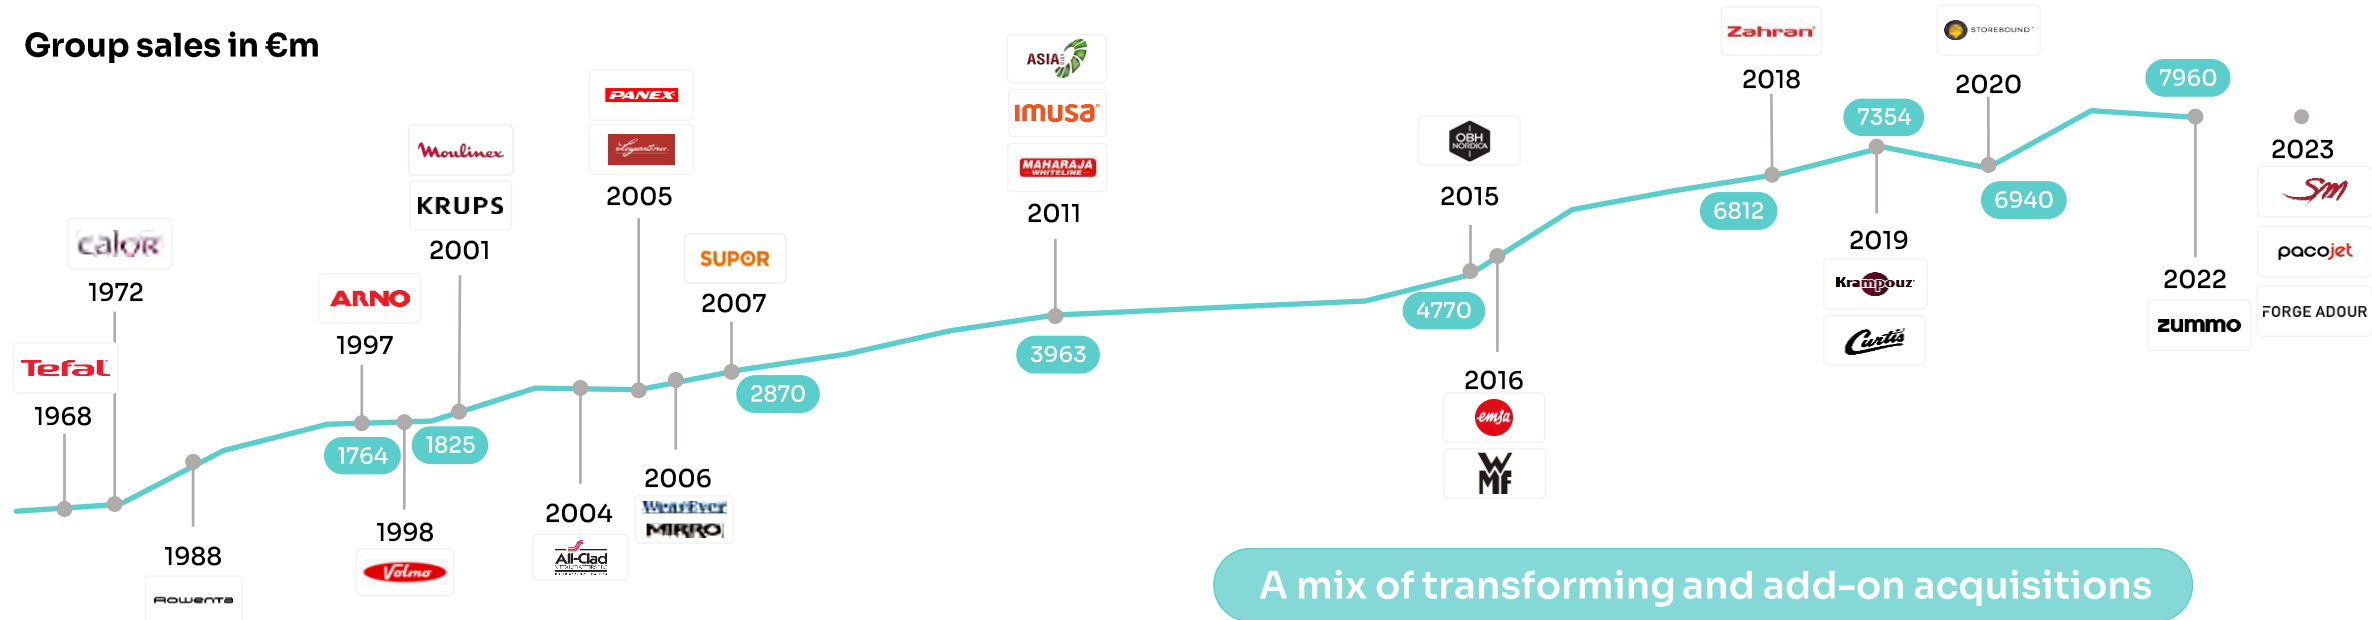 Group sales in €m
Tefal
1968
calor
1972
1988
Rowenta
ARNO
1997
1764
1998
Volmo
Moulinex
KRUPS
2001
1825
2004
All-Clad
PANEX
Lagostina
2005
2006
WearEver
MIRRO
SUPOR
2007
2870
ASIA
imusa
MAHARAJA
WHITELINE
2011
3963
OBH
NORDICA
2015
4770
2016
emsa
WMF
Zahran
2018
6812
7354
2019
Krampouz
Curtis
STOREBOUND
2020
6940
7960
2022
zummo
2023
SM
pacojet
FORGE ADOUR
A mix of transforming and add-on acquisitions